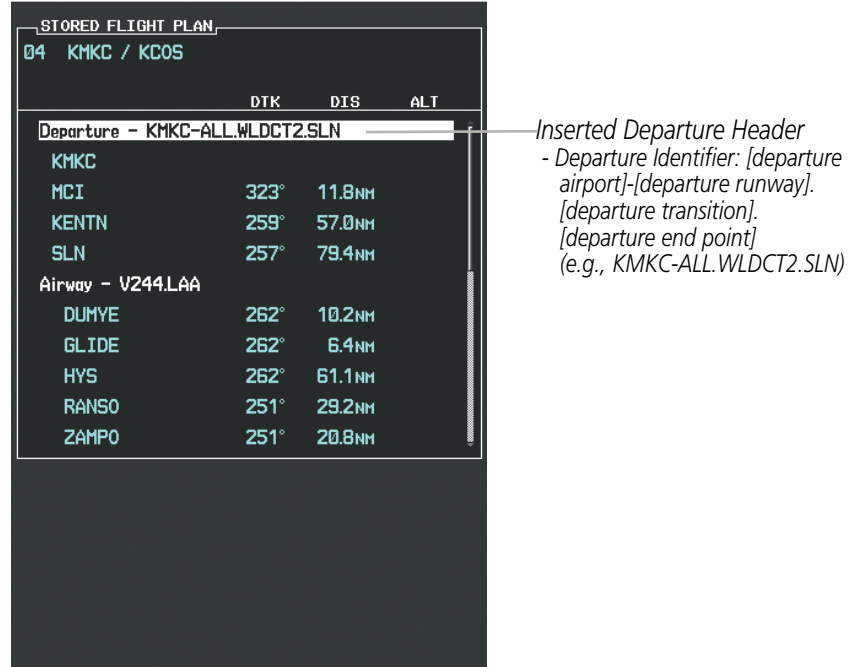 STORED FLIGHT PLAN
04 KMKC / KCOS
DTK DIS ALT
Departure - KMKC-ALL.WLDCT2.SLN
KMKC
MCI 323° 11.8NM
KENTN 259° 57.0NM
SLN 257° 79.4NM
Airway - V244.LAA
DUMYE 262° 10.2NM
GLIDE 262° 6.4NM
HYS 262° 61.1NM
RANSO 251° 29.2NM
ZAMPO 251° 20.8NM
Inserted Departure Header
- Departure Identifier: [departure
airport]-[departure runway].
[departure transition].
[departure end point]
(e.g., KMKC-ALL.WLDCT2.SLN)